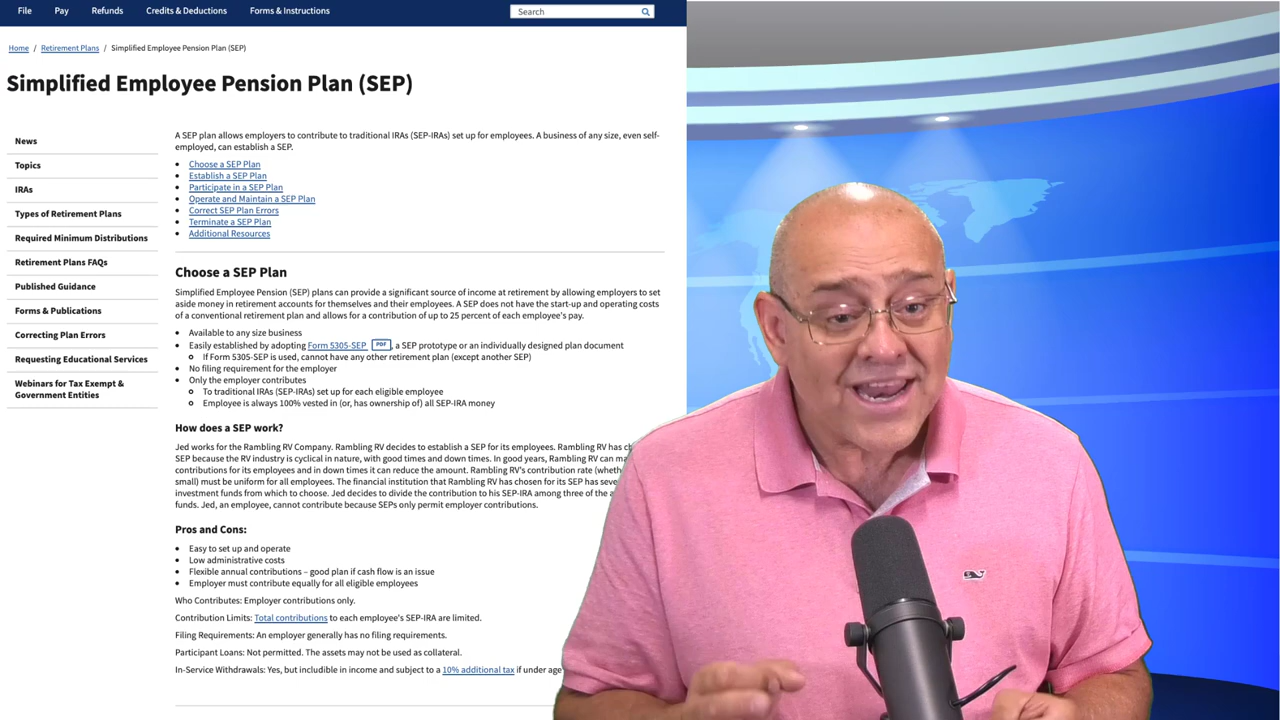 File Pay Refunds Credits & Deductions Forms & Instructions Search
Home / Retirement Plans / Simplified Employee Pension Plan (SEP)
Simplified Employee Pension Plan (SEP)
News
Topics
IRAs
Types of Retirement Plans
Required Minimum Distributions
Retirement Plans FAQs
Published Guidance
Forms & Publications
Correcting Plan Errors
Requesting Educational Services
Webinars for Tax Exempt &
Government Entities
A SEP plan allows employers to contribute to traditional IRAs (SEP-IRAs) set up for employees. A business of any size, even self-
employed, can establish a SEP.
Choose a SEP Plan
Establish a SEP Plan
Participate in a SEP Plan
Operate and Maintain a SEP Plan
Correct SEP Plan Errors
Terminate a SEP Plan
Additional Resources
Choose a SEP Plan
Simplified Employee Pension (SEP) plans can provide a significant source of income at retirement by allowing employers to set
aside money in retirement accounts for themselves and their employees. A SEP does not have the start-up and operating costs
of a conventional retirement plan and allows for a contribution of up to 25 percent of each employee's pay.
Available to any size business
Easily established by adopting Form 5305-SEP PDF , a SEP prototype or an individually designed plan document
If Form 5305-SEP is used, cannot have any other retirement plan (except another SEP)
No filing requirement for the employer
Only the employer contributes
To traditional IRAs (SEP-IRAs) set up for each eligible employee
Employee is always 100% vested in (or, has ownership of) all SEP-IRA money
How does a SEP work?
Jed works for the Rambling RV Company. Rambling RV decides to establish a SEP for its employees. Rambling RV has
SEP because the RV industry is cyclical in nature, with good times and down times. In good years, Rambling RV can
contributions for its employees and in down times it can reduce the amount. Rambling RV's contribution rate
small) must be uniform for all employees. The financial institution that Rambling RV has chosen for its SEP has
investment funds from which to choose. Jed decides to divide the contribution to his SEP-IRA among three of the
funds. Jed, an employee, cannot contribute because SEPs only permit employer contributions.
Pros and Cons:
Easy to set up and operate
Low administrative costs
Flexible annual contributions – good plan if cash flow is an issue
Employer must contribute equally for all eligible employees
Who Contributes: Employer contributions only.
Contribution Limits: Total contributions to each employee's SEP-IRA are limited.
Filing Requirements: An employer generally has no filing requirements.
Participant Loans: Not permitted. The assets may not be used as collateral.
In-Service Withdrawals: Yes, but includible in income and subject to a 10% additional tax if under age